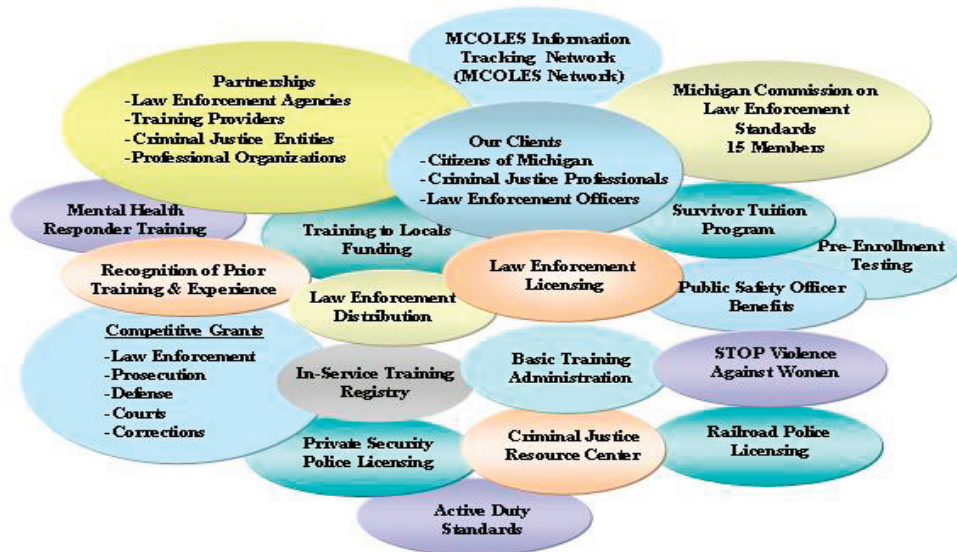 MCOLES Information
Tracking Network
(MCOLES Network)
Partnerships
-Law Enforcement Agencies
-Training Providers
-Criminal Justice Entities
-Professional Organizations
Michigan Commission on
Law Enforcement
Standards
15 Members
Our Clients
-Citizens of Michigan
-Criminal Justice Professionals
-Law Enforcement Officers
Mental Health
Responder Training
Training to Locals
Funding
Survivor Tuition
Program
Pre-Enrollment
Testing
Recognition of Prior
Training & Experience
Law Enforcement
Distribution
Law Enforcement
Licensing
Public Safety Officer
Benefits
Competitive Grants
-Law Enforcement
-Prosecution
-Defense
-Courts
-Corrections
In-Service Training
Registry
Basic Training
Administration
STOP Violence
Against Women
Private Security
Police Licensing
Criminal Justice
Resource Center
Railroad Police
Licensing
Active Duty
Standards